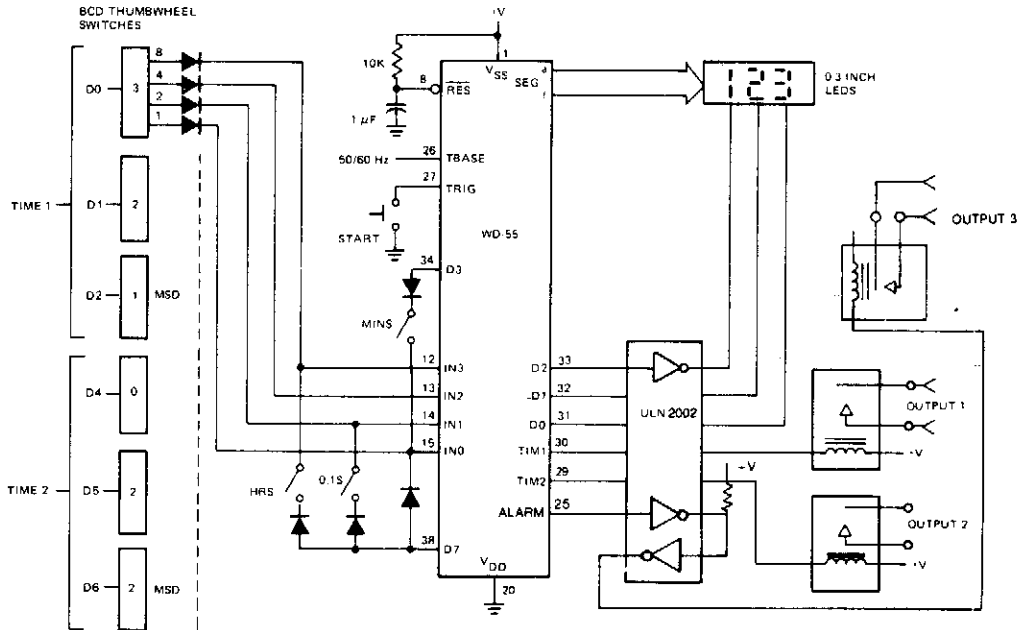 BCD THUMBWHEEL
SWITCHES
TIME 1
D0
3
8
4
2
1
D1
2
D2
1
MSD
TIME 2
D4
0
D5
2
D6
2
MSD
+V
10K
1 µF
50/60 Hz
START
MINS
HRS
0.1S
1
VSS
SEG
a
f
8
RES
26
TBASE
27
TRIG
WD-55
34
D3
12
IN3
13
IN2
14
IN1
15
IN0
38
D7
VDD
20
D2
33
D1
32
D0
31
TIM1
30
TIM2
29
ALARM
25
ULN 2002
+V
123
0.3 INCH
LEDS
OUTPUT 3
OUTPUT 1
+V
OUTPUT 2
+V